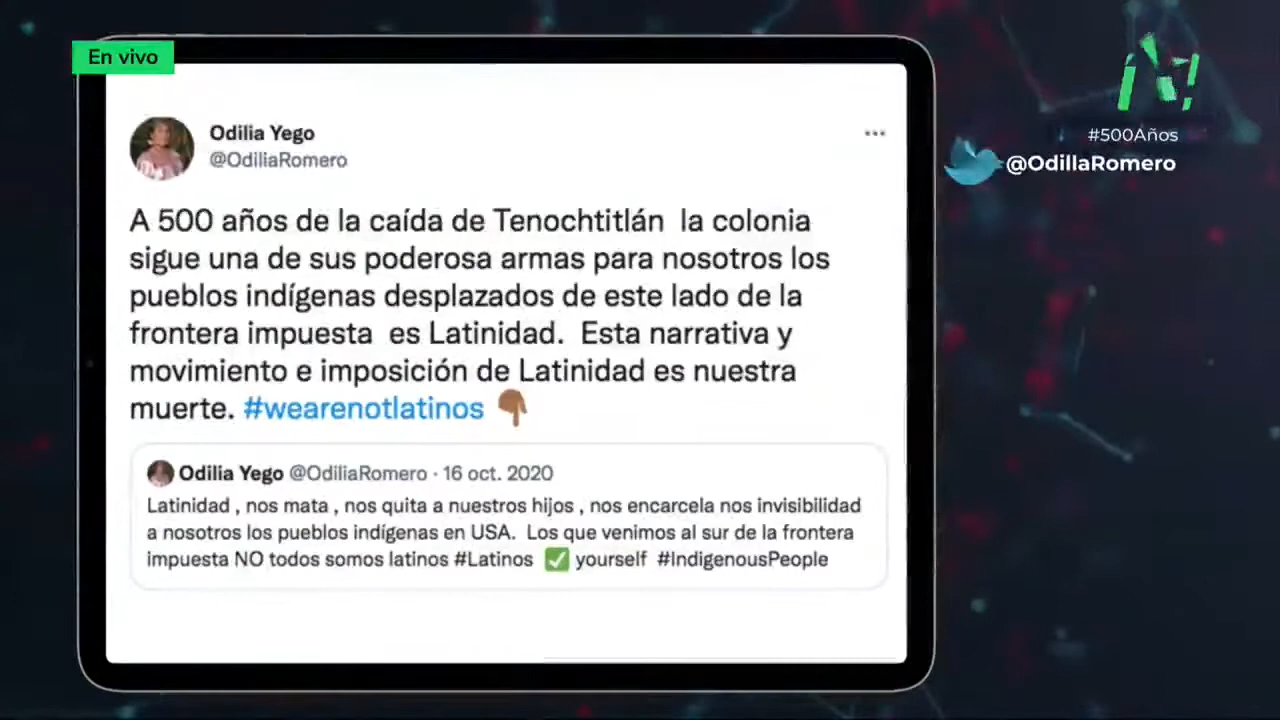 En vivo
#500Años
@OdillaRomero
Odilia Yego
@OdiliaRomero
A 500 años de la caída de Tenochtitlán la colonia
sigue una de sus poderosa armas para nosotros los
pueblos indígenas desplazados de este lado de la
frontera impuesta es Latinidad. Esta narrativa y
movimiento e imposición de Latinidad es nuestra
muerte. #wearenotlatinos
Odilia Yego @OdiliaRomero · 16 oct. 2020
Latinidad , nos mata , nos quita a nuestros hijos , nos encarcela nos invisibilidad
a nosotros los pueblos indígenas en USA. Los que venimos al sur de la frontera
impuesta NO todos somos latinos #Latinos ✅ yourself #IndigenousPeople